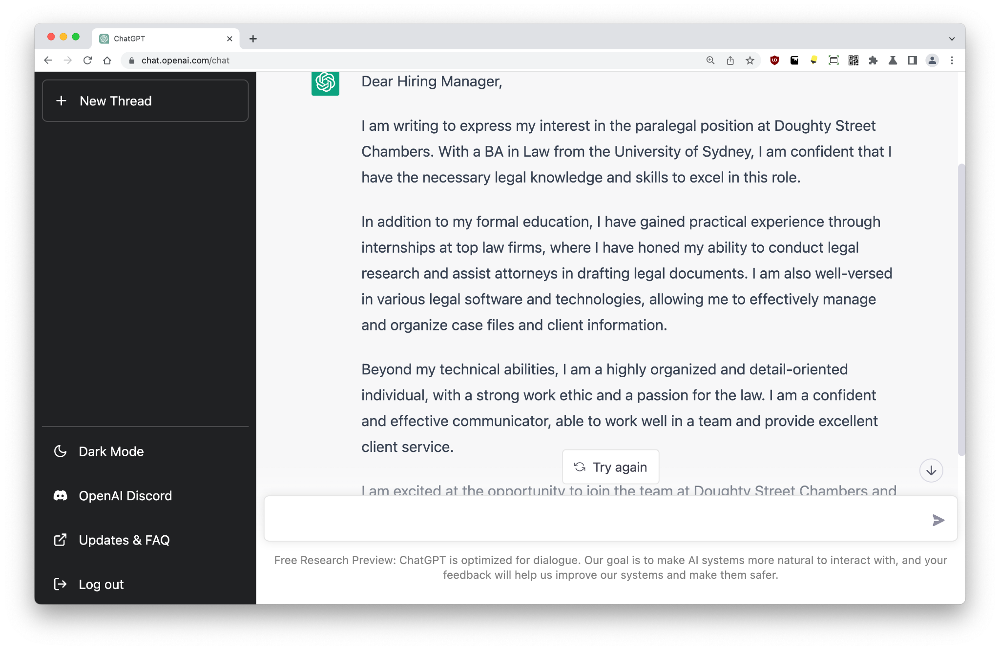 ChatGPT
chat.openai.com/chat
New Thread
Dear Hiring Manager,
I am writing to express my interest in the paralegal position at Doughty Street
Chambers. With a BA in Law from the University of Sydney, I am confident that I
have the necessary legal knowledge and skills to excel in this role.
In addition to my formal education, I have gained practical experience through
internships at top law firms, where I have honed my ability to conduct legal
research and assist attorneys in drafting legal documents. I am also well-versed
in various legal software and technologies, allowing me to effectively manage
and organize case files and client information.
Beyond my technical abilities, I am a highly organized and detail-oriented
individual, with a strong work ethic and a passion for the law. I am a confident
and effective communicator, able to work well in a team and provide excellent
client service.
Try again
I am excited at the opportunity to join the team at Doughty Street Chambers and
Dark Mode
OpenAI Discord
Updates & FAQ
Log out
Free Research Preview: ChatGPT is optimized for dialogue. Our goal is to make AI systems more natural to interact with, and your
feedback will help us improve our systems and make them safer.